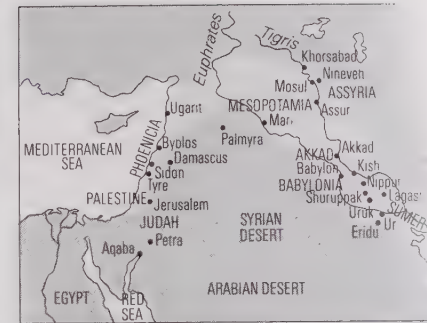 Euphrates
Tigris
Khorsabad
Nineveh
Mosul
ASSYRIA
MESOPOTAMIA
Assur
Ugarit
Mari
PHOENICIA
Byblos
Palmyra
MEDITERRANEAN
SEA
Damascus
Sidon
Tyre
AKKAD
Akkad
Babylon
Kish
BABYLONIA
Nippur
Shuruppak
Lagas
PALESTINE
Jerusalem
JUDAH
SYRIAN
DESERT
Uruk
SUMER
Ur
Eridu
Petra
Aqaba
EGYPT
RED
SEA
ARABIAN DESERT